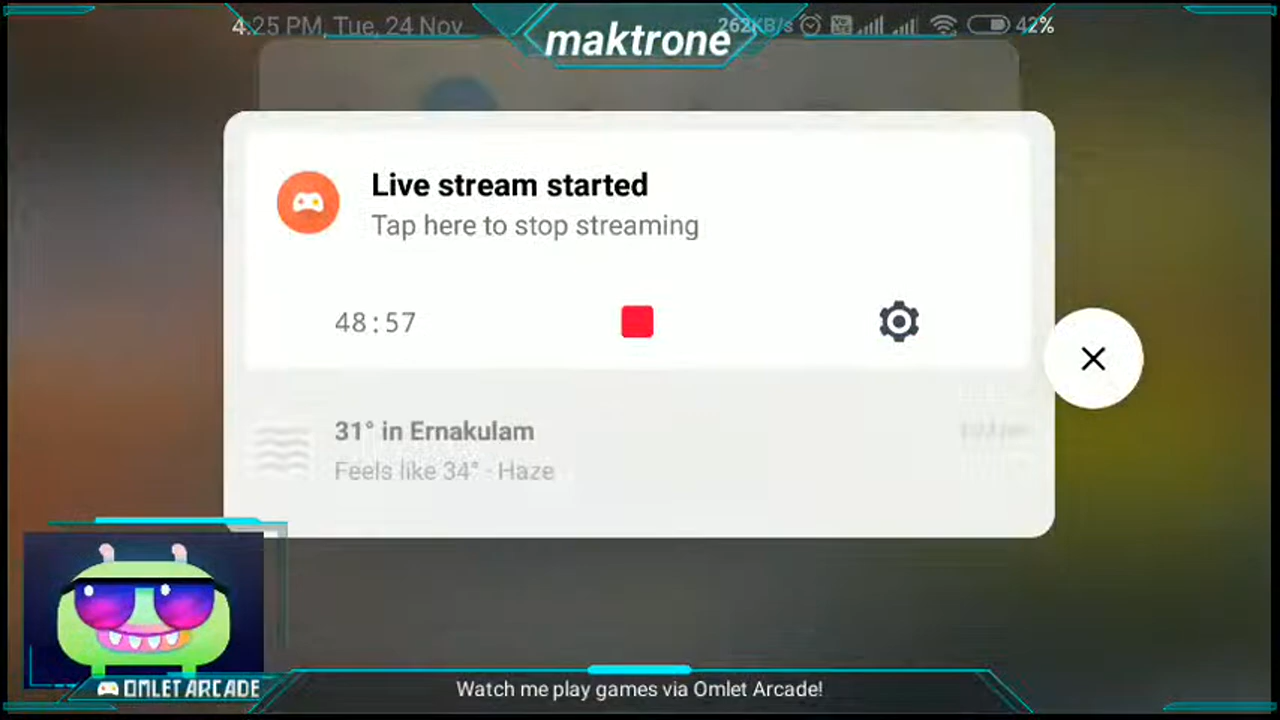 4:25 PM, Tue, 24 Nov
maktrone
262KB/s
42%
Live stream started
Tap here to stop streaming
48:57
31° in Ernakulam
Feels like 34° · Haze
OMLET ARCADE
Watch me play games via Omlet Arcade!